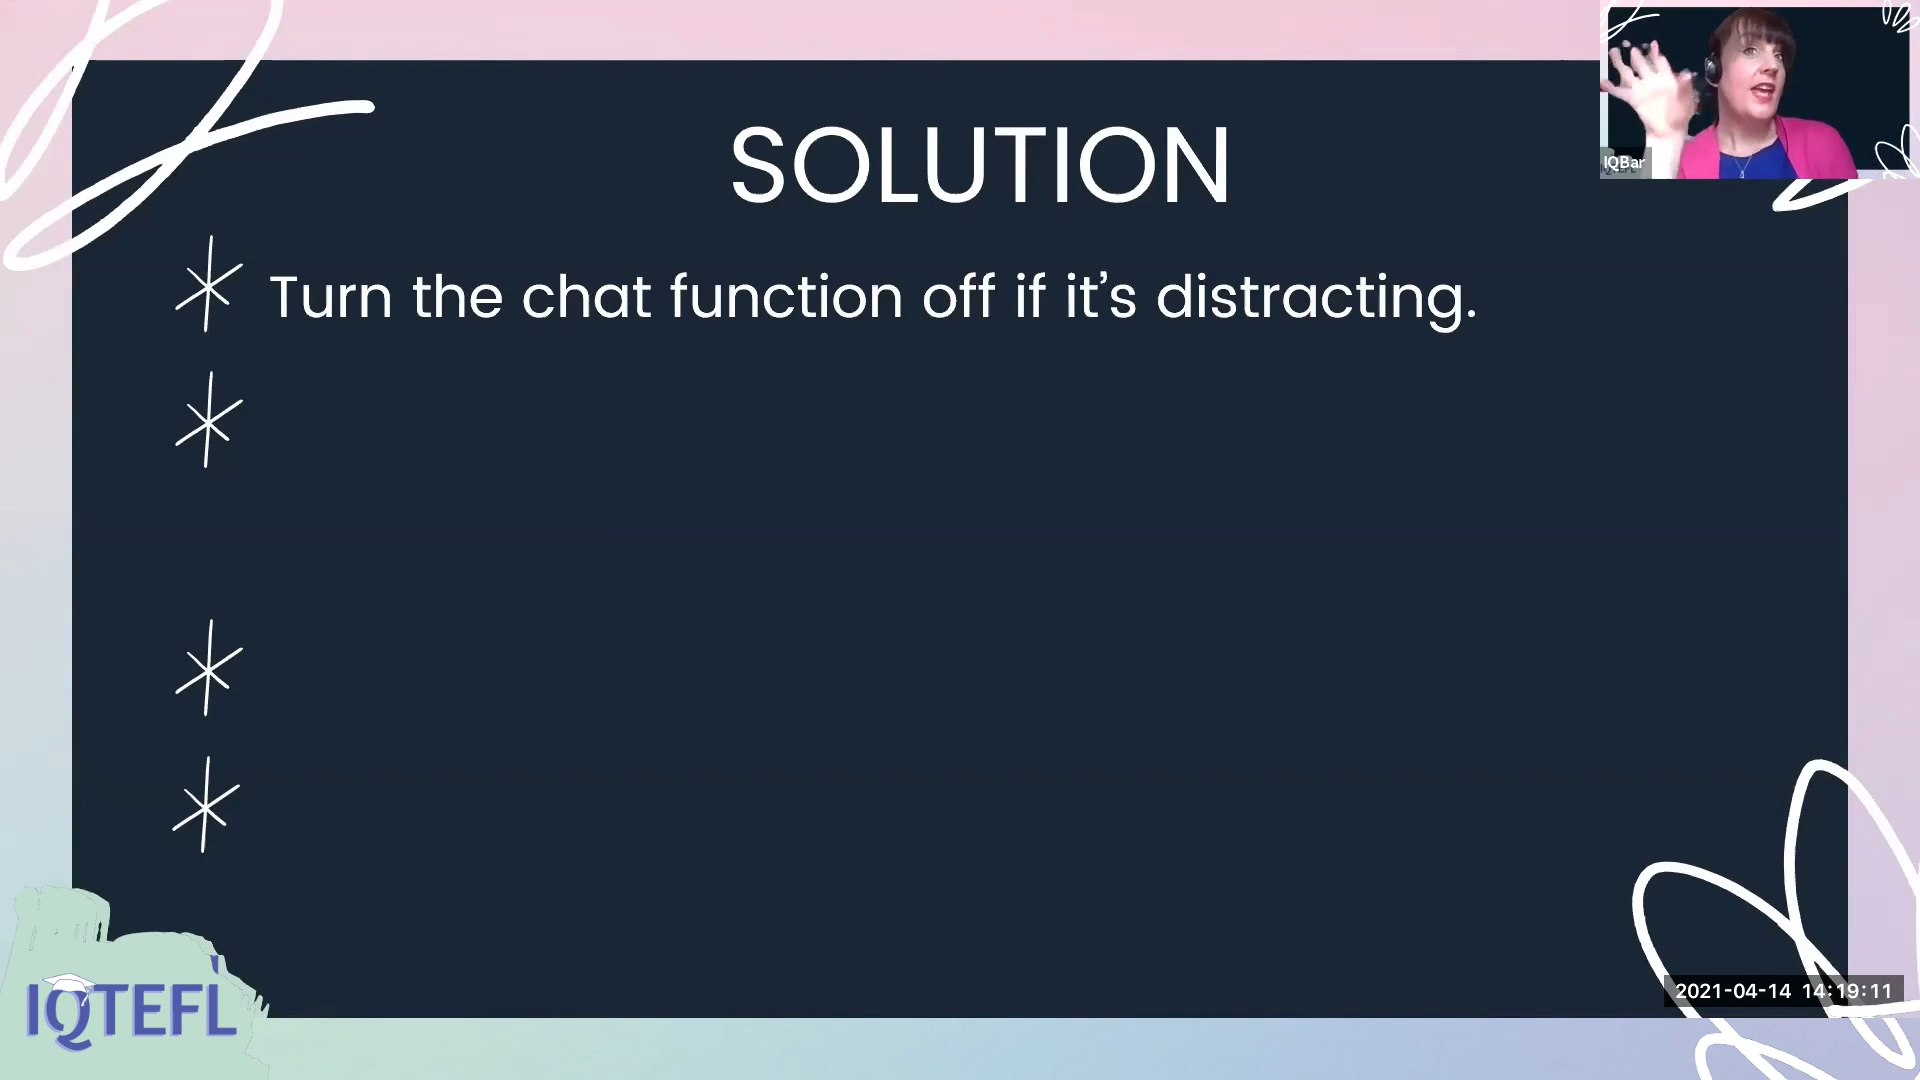 SOLUTION
Turn the chat function off if it’s distracting.
IQBar
IQTEFL
2021-04-14 14:19:11